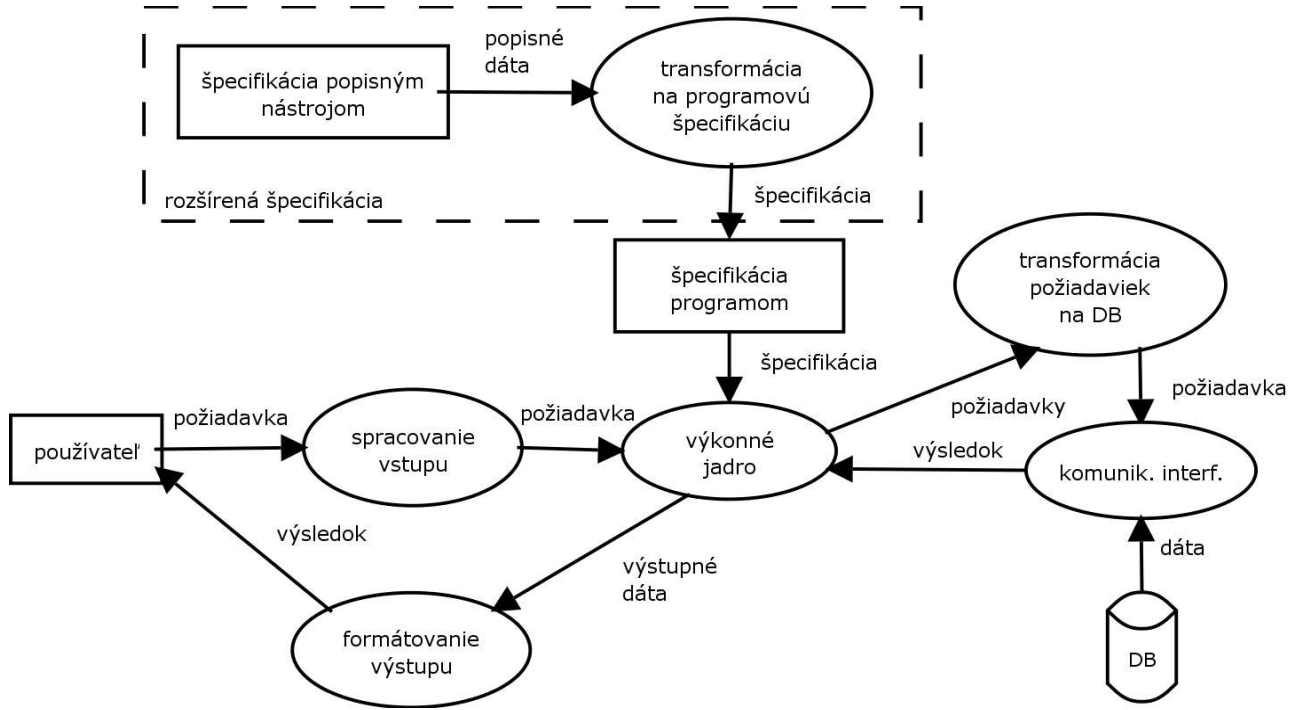 popisné
dáta
špecifikácia popisným
nástrojom
transformácia
na programovú
špecifikáciu
rozšírená špecifikácia
špecifikácia
špecifikácia
programom
transformácia
požiadaviek
na DB
špecifikácia
požiadavka
požiadavka
požiadavky
požiadavka
používateľ
spracovanie
vstupu
výkonné
jadro
výsledok
komunik. interf.
výsledok
výstupné
dáta
dáta
formátovanie
výstupu
DB